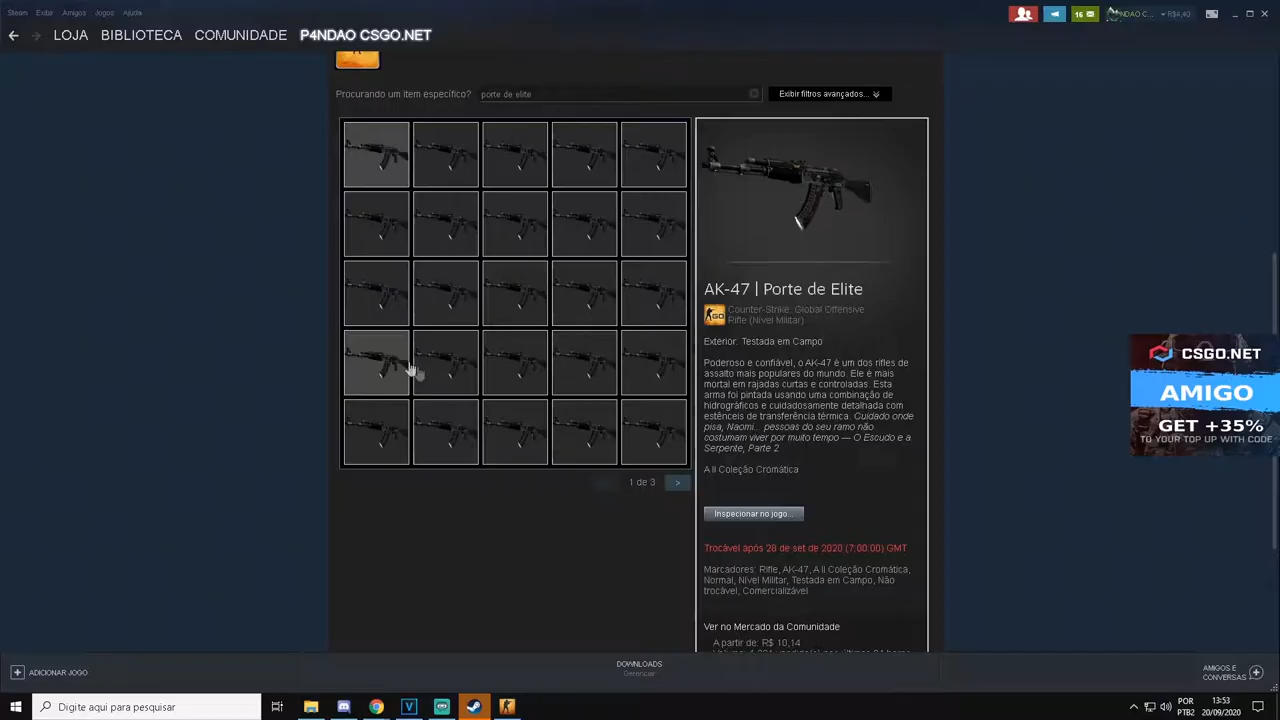 Steam Exibir Amigos Jogos Ajuda
16
R$4,40
LOJA BIBLIOTECA COMUNIDADE P4NDAO CSGO.NET
Procurando um item específico? porte de elite Exibir filtros avançados...
AK-47 | Porte de Elite
Counter-Strike: Global Offensive
Rifle (Nível Militar)
Exterior: Testada em Campo
Poderoso e confiável, o AK-47 é um dos rifles de
assalto mais populares do mundo. Ele é mais
mortal em rajadas curtas e controladas. Esta
arma foi pintada usando uma combinação de
hidrográficos e cuidadosamente detalhada com
estênceis de transferência térmica. Cuidado onde
pisa, Naomi... pessoas do seu ramo não
costumam viver por muito tempo — O Escudo e a
Serpente, Parte 2
A II Coleção Cromática
1 de 3 >
Inspecionar no jogo...
Trocável após 28 de set de 2020 (7:00:00) GMT
Marcadores: Rifle, AK-47, A II Coleção Cromática,
Normal, Nível Militar, Testada em Campo, Não
trocável, Comercializável
Ver no Mercado da Comunidade
A partir de: R$ 10,14
CSGO.NET
AMIGO
GET +35%
TO YOUR TOP UP WITH CODE
ADICIONAR JOGO
DOWNLOADS
Gerenciar
AMIGOS E
CONVERSAS
Digite aqui para pesquisar
POR
PTB2
13:53
20/09/2020